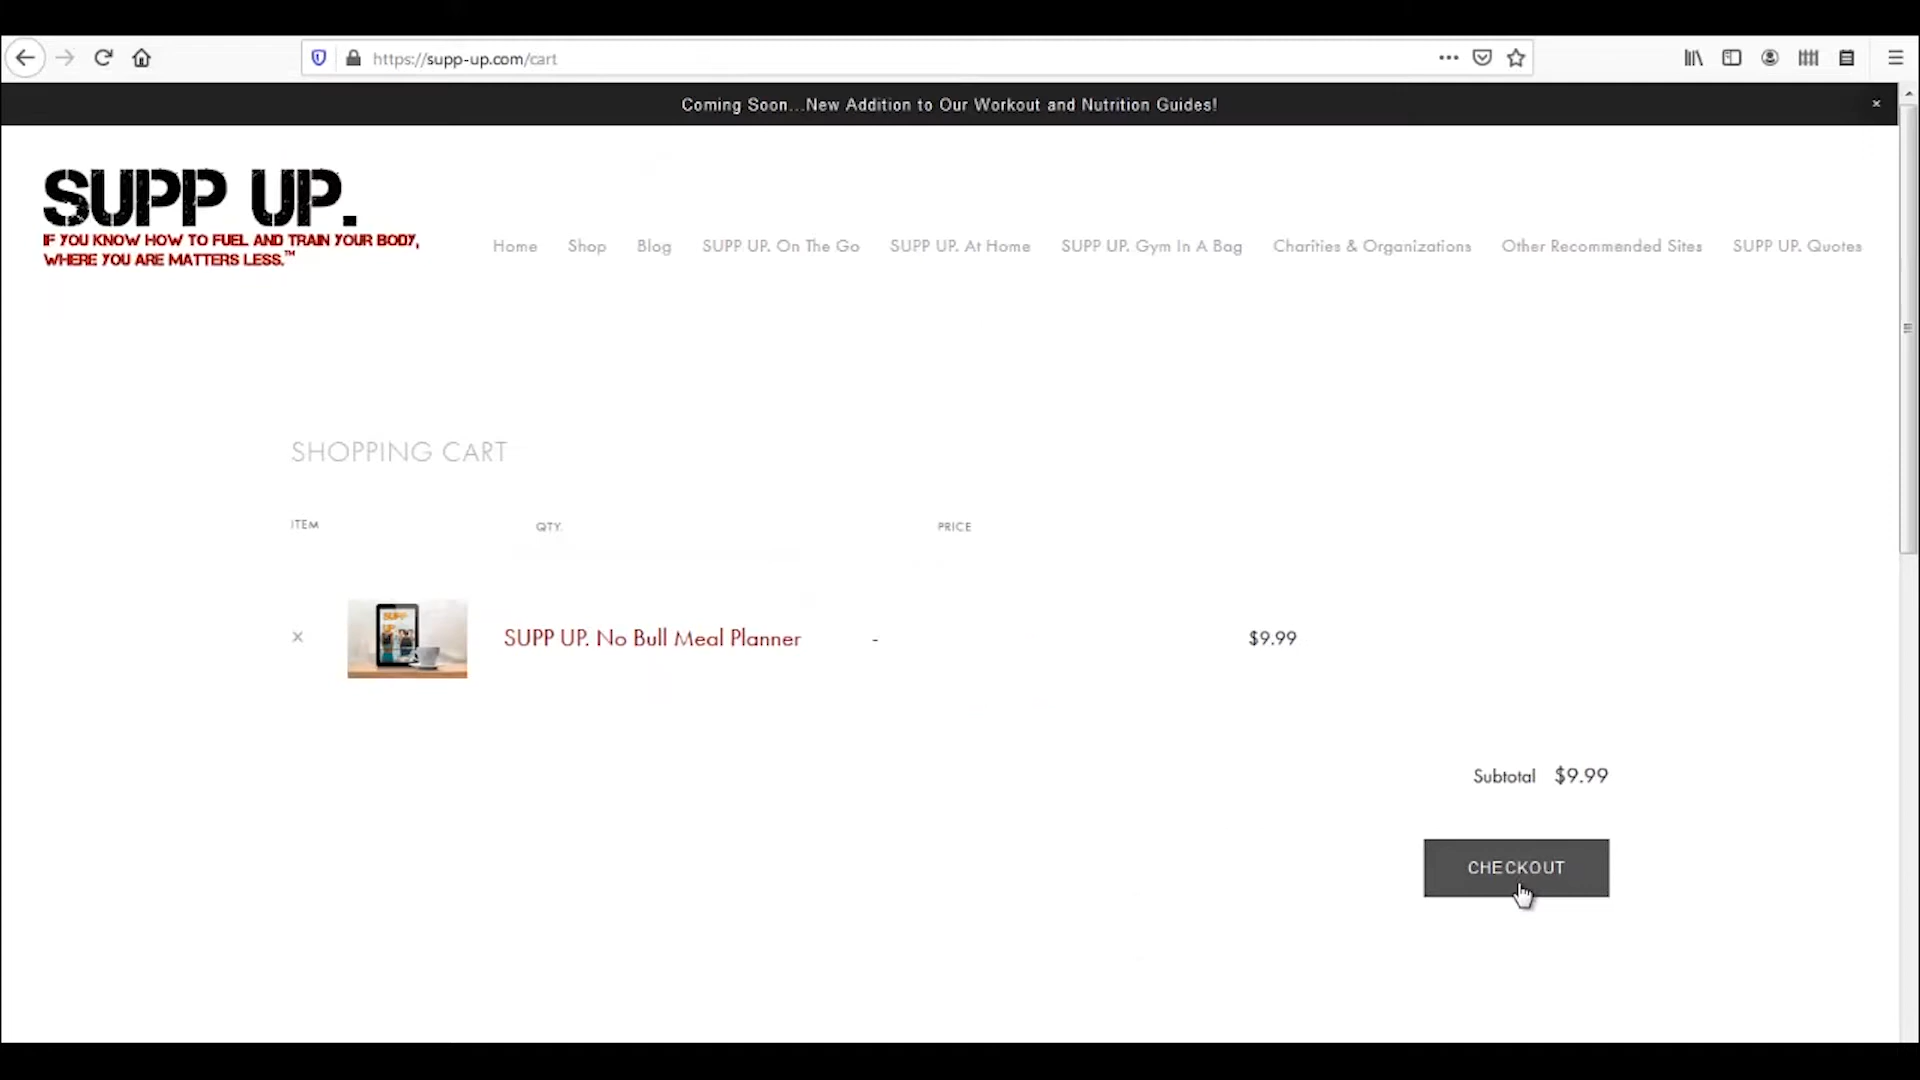 https://supp-up.com/cart
Coming Soon...New Addition to Our Workout and Nutrition Guides!
SUPP UP.
IF YOU KNOW HOW TO FUEL AND TRAIN YOUR BODY,
WHERE YOU ARE MATTERS LESS.™
Home Shop Blog SUPP UP. On The Go SUPP UP. At Home SUPP UP. Gym In A Bag Charities & Organizations Other Recommended Sites SUPP UP. Quotes
SHOPPING CART
ITEM QTY. PRICE
SUPP UP. No Bull Meal Planner - $9.99
Subtotal $9.99
CHECKOUT